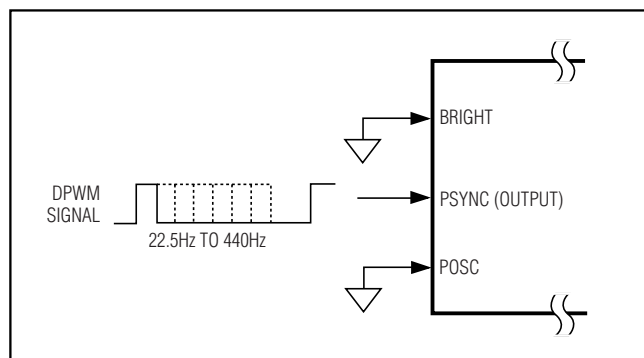 BRIGHT
DPWM
SIGNAL
PSYNC (OUTPUT)
22.5Hz TO 440Hz
POSC